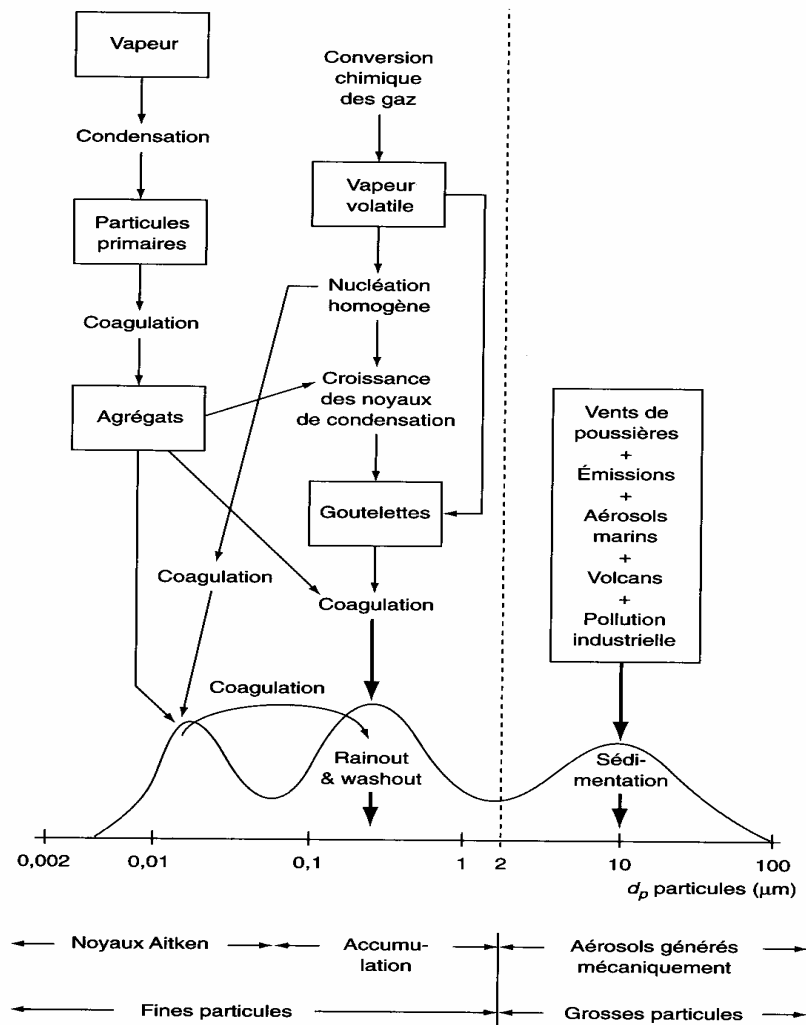 Vapeur
Condensation
Particules
primaires
Coagulation
Agrégats
Conversion
chimique
des gaz
Vapeur
volatile
Nucléation
homogène
Croissance
des noyaux
de condensation
Goutelettes
Coagulation
Coagulation
Coagulation
Vents de
poussières
+
Émissions
+
Aérosols
marins
+
Volcans
+
Pollution
industrielle
Rainout
& washout
Sédi-
mentation
0,002 0,01 0,1 1 2 10 100
dp particules (µm)
Noyaux Aitken
Accumu-
lation
Aérosols générés
mécaniquement
Fines particules
Grosses particules